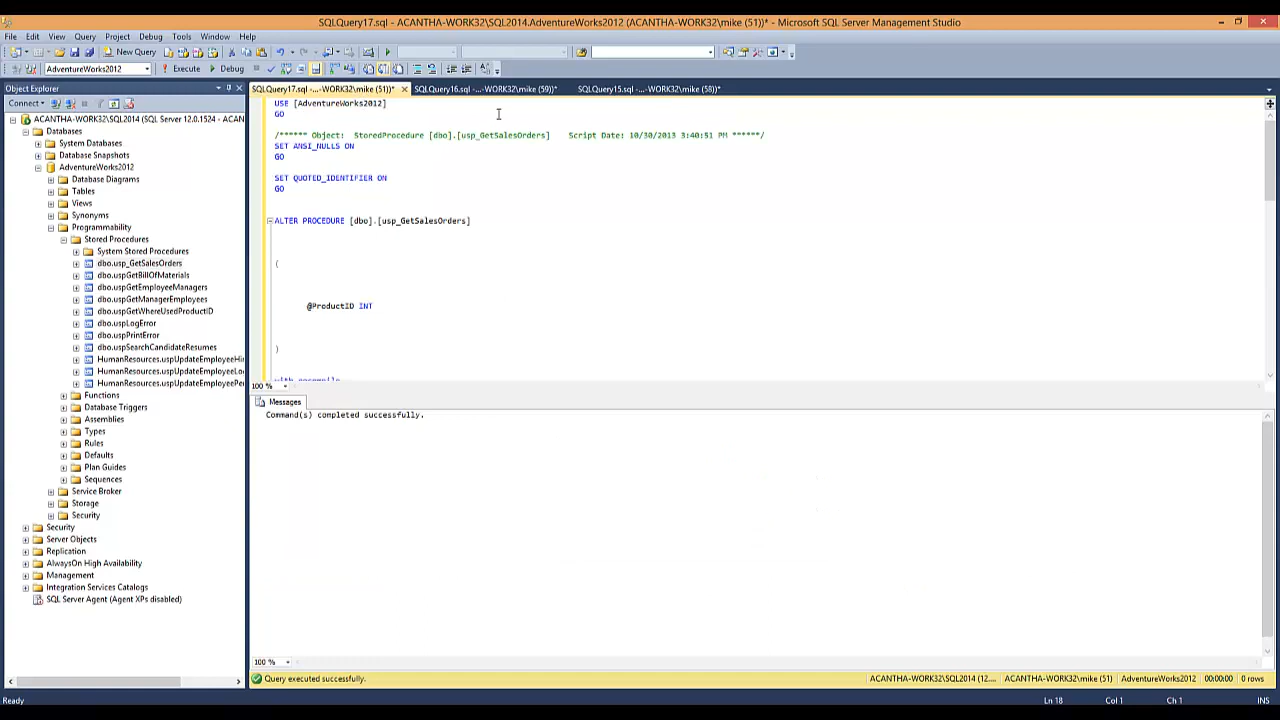 SQLQuery17.sql - ACANTHA-WORK32\SQL2014.AdventureWorks2012 (ACANTHA-WORK32\mike (51))* - Microsoft SQL Server Management Studio
File Edit View Query Project Debug Tools Window Help
New Query
AdventureWorks2012 Execute Debug
Object Explorer
SQLQuery17.sql -...-WORK32\mike (51))* SQLQuery16.sql -...-WORK32\mike (59))* SQLQuery15.sql -...-WORK32\mike (58))*
Connect
ACANTHA-WORK32\SQL2014 (SQL Server 12.0.1524 - ACAN
Databases
System Databases
Database Snapshots
AdventureWorks2012
Database Diagrams
Tables
Views
Synonyms
Programmability
Stored Procedures
System Stored Procedures
dbo.usp_GetSalesOrders
dbo.uspGetBillOfMaterials
dbo.uspGetEmployeeManagers
dbo.uspGetManagerEmployees
dbo.uspGetWhereUsedProductID
dbo.uspLogError
dbo.uspPrintError
dbo.uspSearchCandidateResumes
HumanResources.uspUpdateEmployeeHi
HumanResources.uspUpdateEmployeeLo
HumanResources.uspUpdateEmployeePe
Functions
Database Triggers
Assemblies
Types
Rules
Defaults
Plan Guides
Sequences
Service Broker
Storage
Security
Security
Server Objects
Replication
AlwaysOn High Availability
Management
Integration Services Catalogs
SQL Server Agent (Agent XPs disabled)
USE [AdventureWorks2012]
GO
/****** Object: StoredProcedure [dbo].[usp_GetSalesOrders] Script Date: 10/30/2013 3:40:51 PM ******/
SET ANSI_NULLS ON
GO
SET QUOTED_IDENTIFIER ON
GO
ALTER PROCEDURE [dbo].[usp_GetSalesOrders]
(
@ProductID INT
)
with recompile
100 %
Messages
Command(s) completed successfully.
100 %
Query executed successfully. ACANTHA-WORK32\SQL2014 (12.... ACANTHA-WORK32\mike (51) AdventureWorks2012 00:00:00 0 rows
Ready Ln 18 Col 1 Ch 1 INS